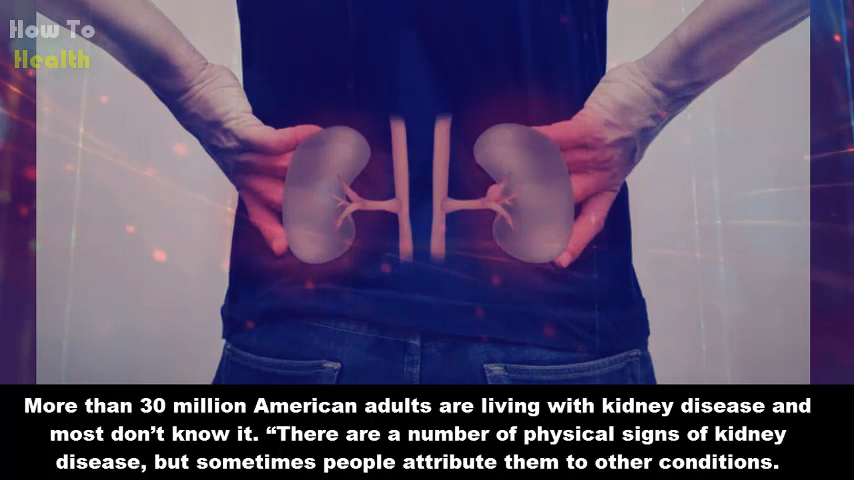 How To
Health
More than 30 million American adults are living with kidney disease and
most don’t know it. “There are a number of physical signs of kidney
disease, but sometimes people attribute them to other conditions.